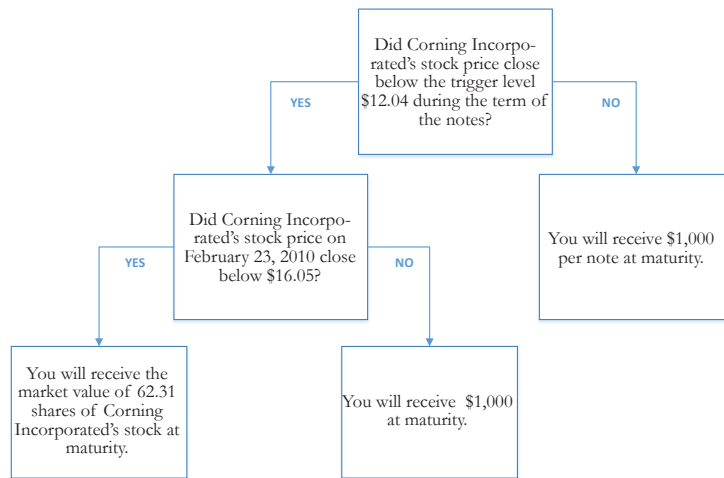 Did Corning Incorpo-
rated's stock price close
below the trigger level
$12.04 during the term of
the notes?
YES
NO
Did Corning Incorpo-
rated's stock price on
February 23, 2010 close
below $16.05?
You will receive $1,000
per note at maturity.
YES
NO
You will receive the
market value of 62.31
shares of Corning
Incorporated's stock at
maturity.
You will receive $1,000
at maturity.